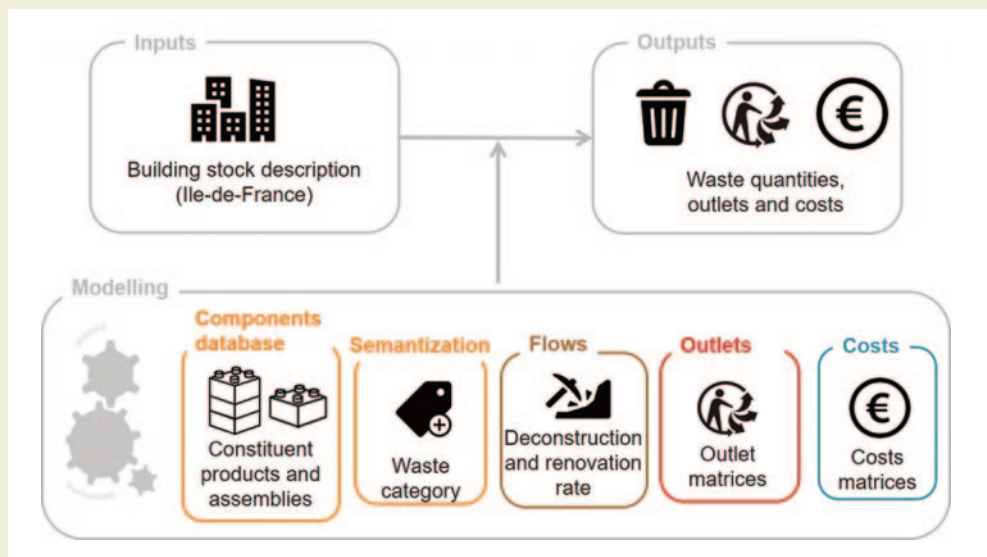 Inputs
Building stock description
(Ile-de-France)
Outputs
€
Waste quantities,
outlets and costs
Modelling
Components
database
Constituent
products and
assemblies
Semantization
Waste
category
Flows
Deconstruction
and renovation
rate
Outlets
Outlet
matrices
Costs
€
Costs
matrices